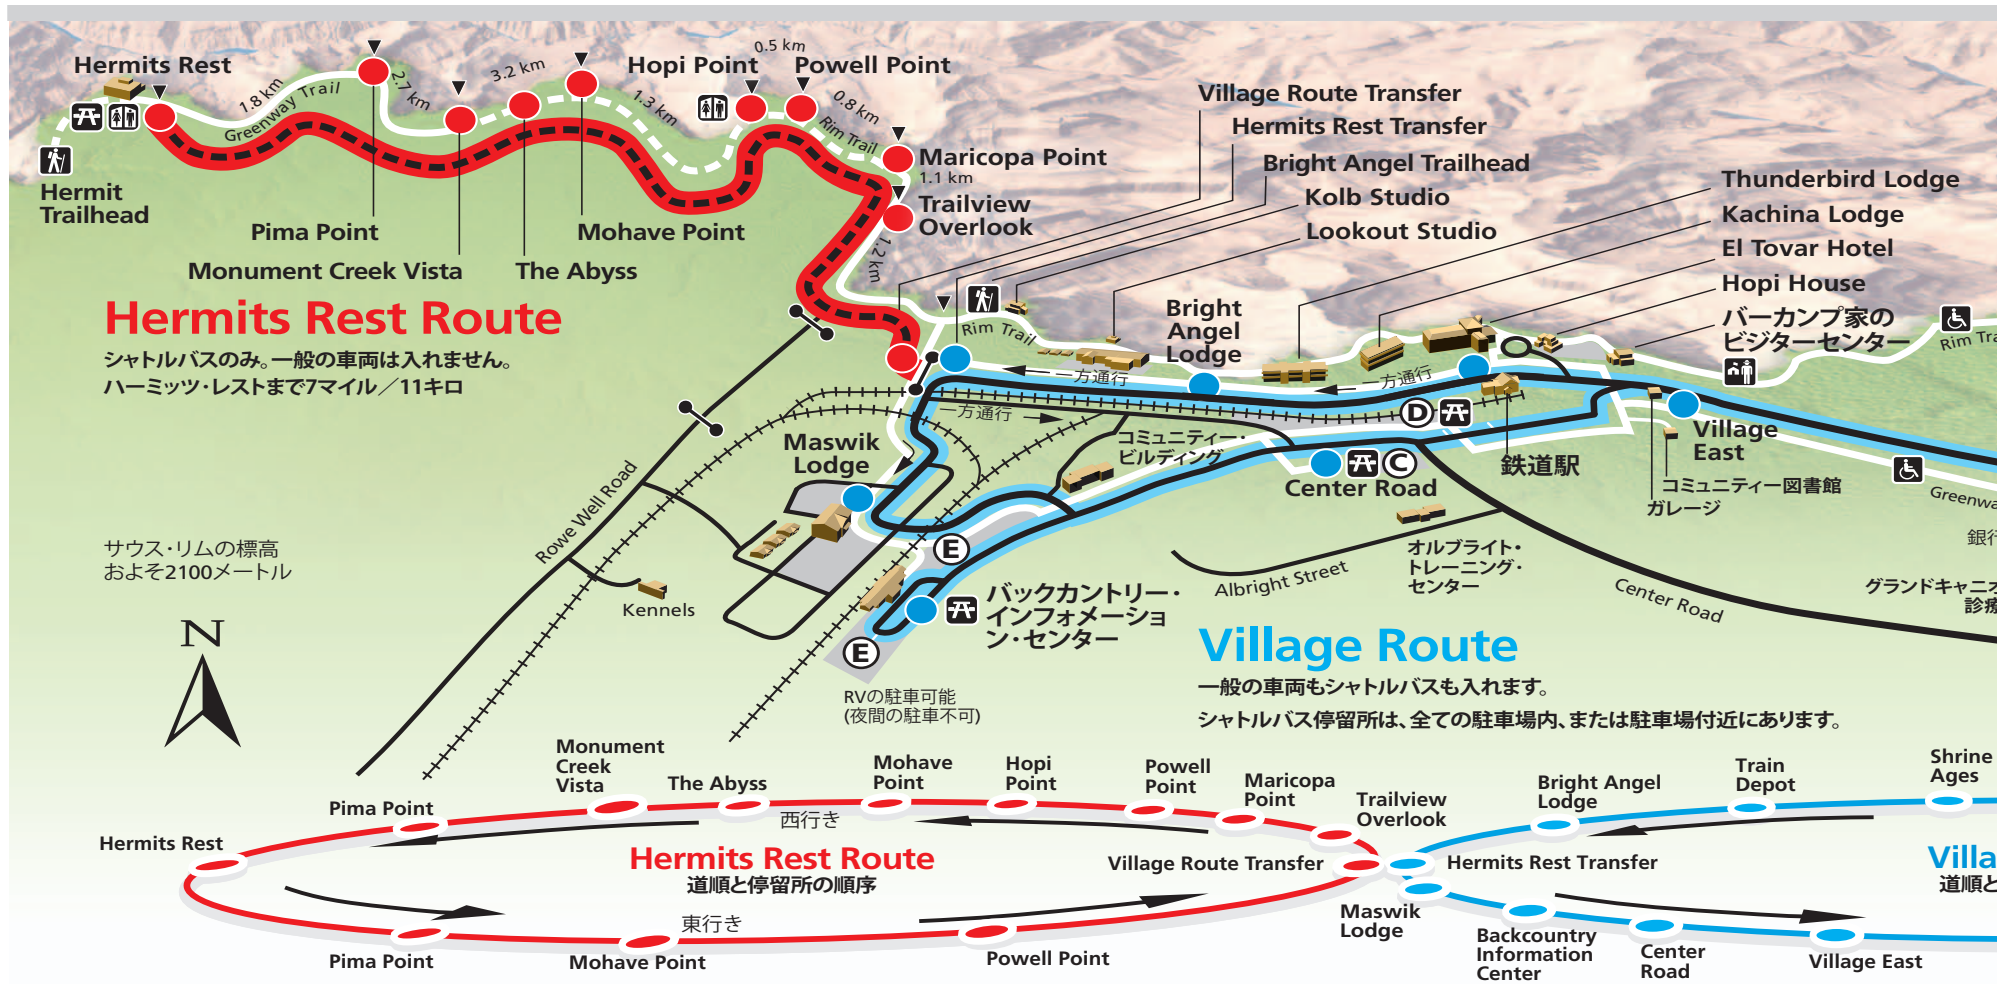 Hermits Rest
1.8 km
Greenway Trail
2.7 km
3.2 km
1.3 km
Hopi Point
0.5 km
Powell Point
0.8 km
Rim Trail
Maricopa Point
1.1 km
Trailview
Overlook
1.2 km
Hermit
Trailhead
Pima Point
Monument Creek Vista
The Abyss
Mohave Point
Village Route Transfer
Hermits Rest Transfer
Bright Angel Trailhead
Kolb Studio
Lookout Studio
Thunderbird Lodge
Kachina Lodge
El Tovar Hotel
Hopi House
バーカンプ家の
ビジターセンター
Hermits Rest Route
シャトルバスのみ。一般の車両は入れません。
ハーミッツ・レストまで7マイル／11キロ
Rim Trail
Bright
Angel
Lodge
Rim Tra
一方通行
一方通行
一方通行
D
Maswik
Lodge
コミュニティー・
ビルディング
C
Center Road
鉄道駅
Village
East
コミュニティー図書館
ガレージ
Greenwa
銀行
Rowe Well Road
サウス・リムの標高
およそ2100メートル
Kennels
E
E
オルブライト・
トレーニング・
センター
Albright Street
Center Road
グランドキャニオ
診療
バックカントリー・
インフォメーショ
ン・センター
N
RVの駐車可能
(夜間の駐車不可)
Village Route
一般の車両もシャトルバスも入れます。
シャトルバス停留所は、全ての駐車場内、または駐車場付近にあります。
Hermits Rest
Pima Point
Monument
Creek
Vista
The Abyss
Mohave
Point
Hopi
Point
Powell
Point
Maricopa
Point
Trailview
Overlook
Bright Angel
Lodge
Train
Depot
Shrine
Ages
西行き
Hermits Rest Route
道順と停留所の順序
東行き
Village Route Transfer
Hermits Rest Transfer
Villa
道順と
Pima Point
Mohave Point
Powell Point
Maswik
Lodge
Backcountry
Information
Center
Center
Road
Village East